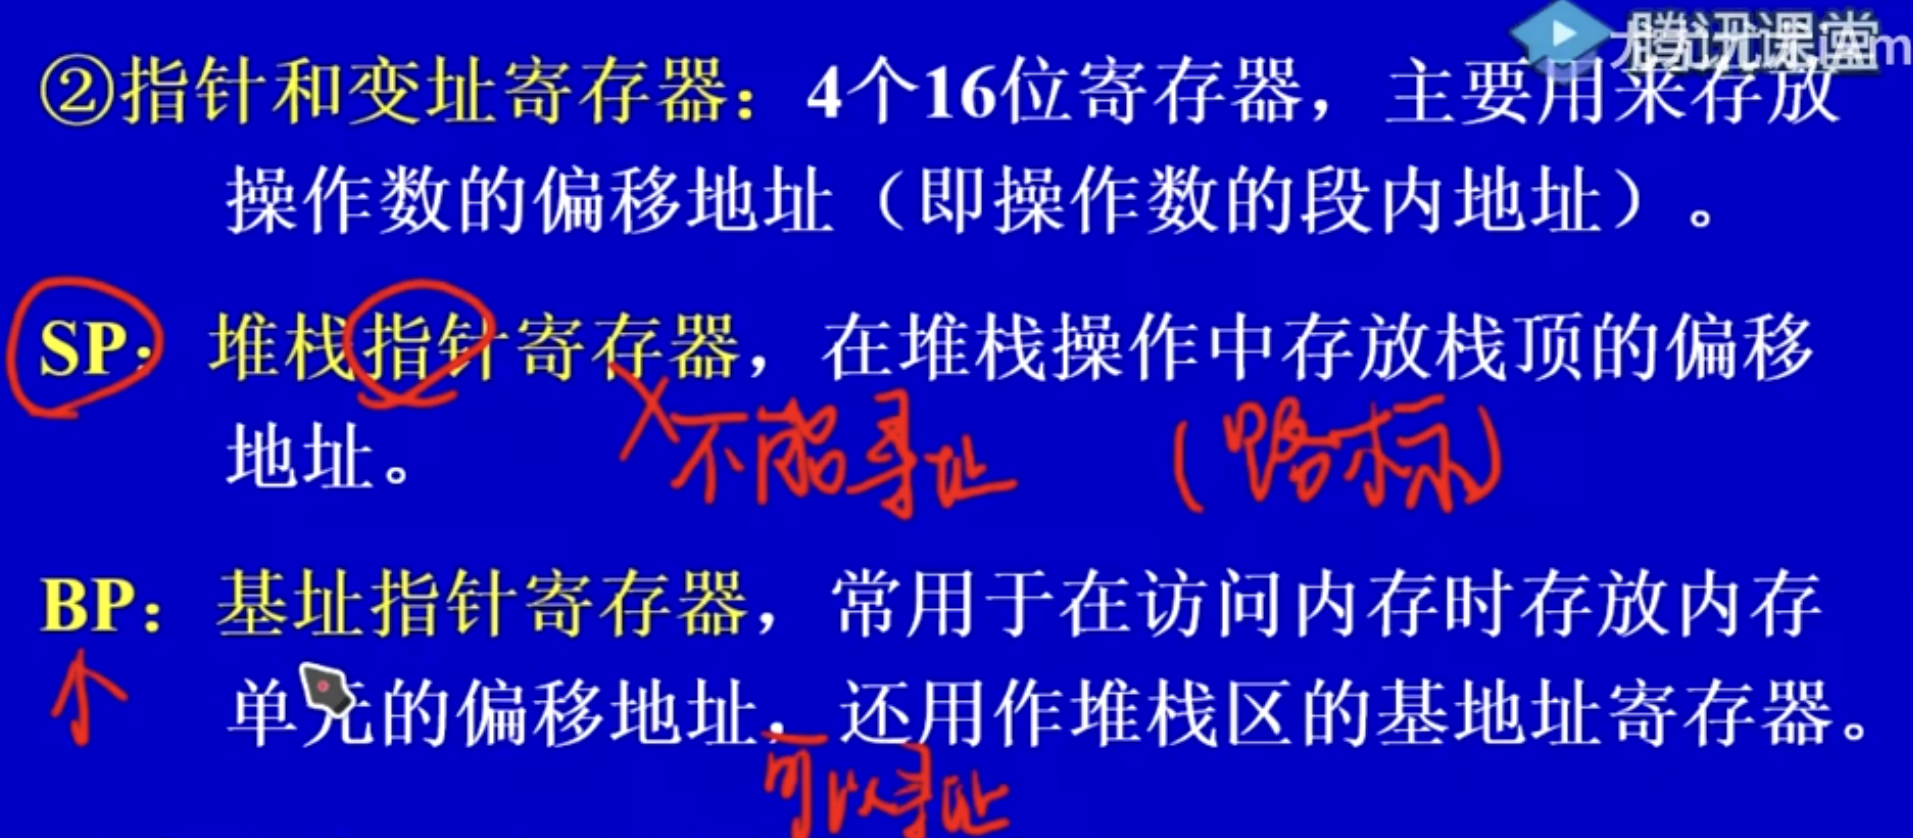 腾讯课堂
②指针和变址寄存器：4个16位寄存器，主要用来存放
操作数的偏移地址（即操作数的段内地址）。
SP：堆栈指针寄存器，在堆栈操作中存放栈顶的偏移
地址。
不能寻址 （路标）
BP：基址指针寄存器，常用于在访问内存时存放内存
单元的偏移地址，还用作堆栈区的基地址寄存器。
可以寻址